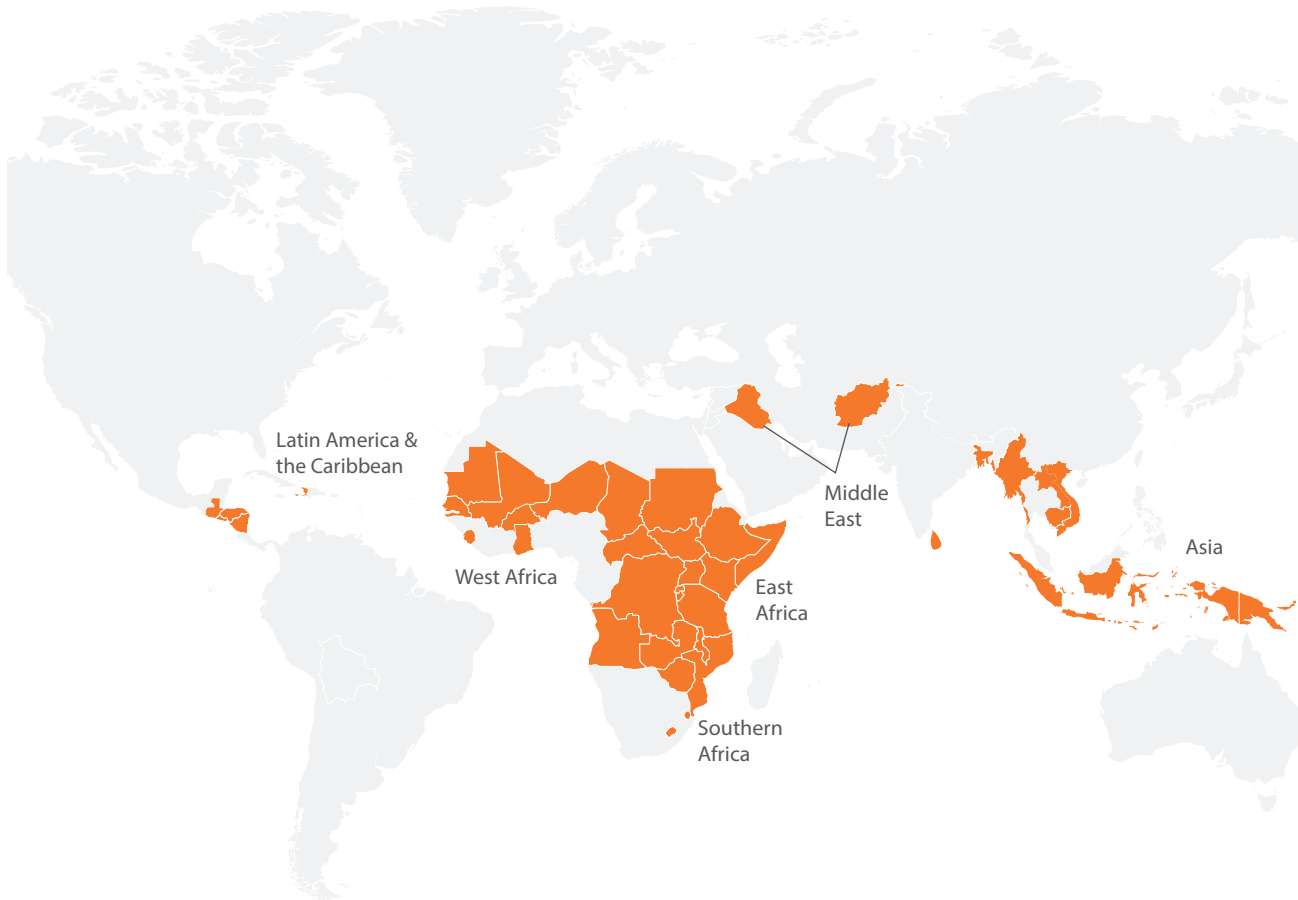 Latin America &
the Caribbean
Middle
East
Asia
West Africa
East
Africa
Southern
Africa